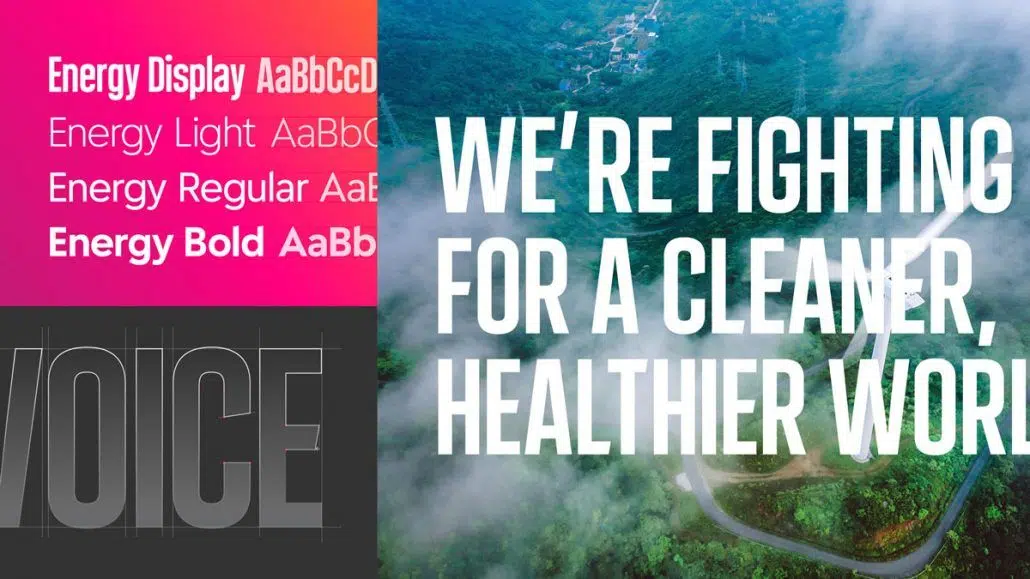 Energy Display AaBbCcD
Energy Light AaBbC
Energy Regular AaB
Energy Bold AaBb
VOICE
WE'RE FIGHTING
FOR A CLEANER,
HEALTHIER WORL